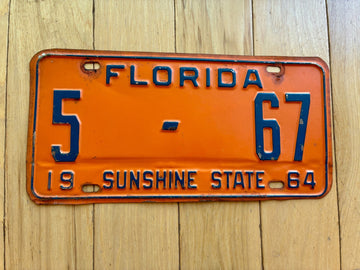 FLORIDA
5 - 67
19 SUNSHINE STATE 64